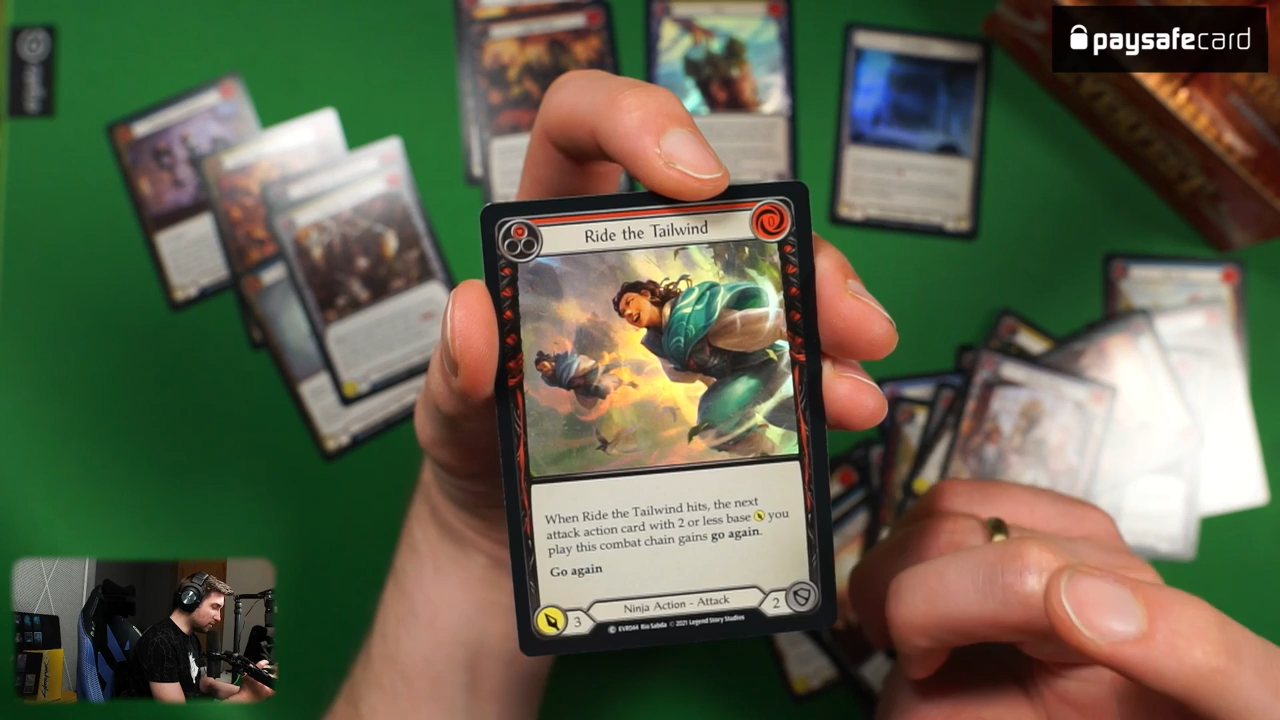 paysafecard
Ride the Tailwind
0
When Ride the Tailwind hits, the next
attack action card with 2 or less base you
play this combat chain gains go again.
Go again
3
Ninja Action - Attack
2
© EVR044 Rio Sabda © 2021 Legend Story Studios